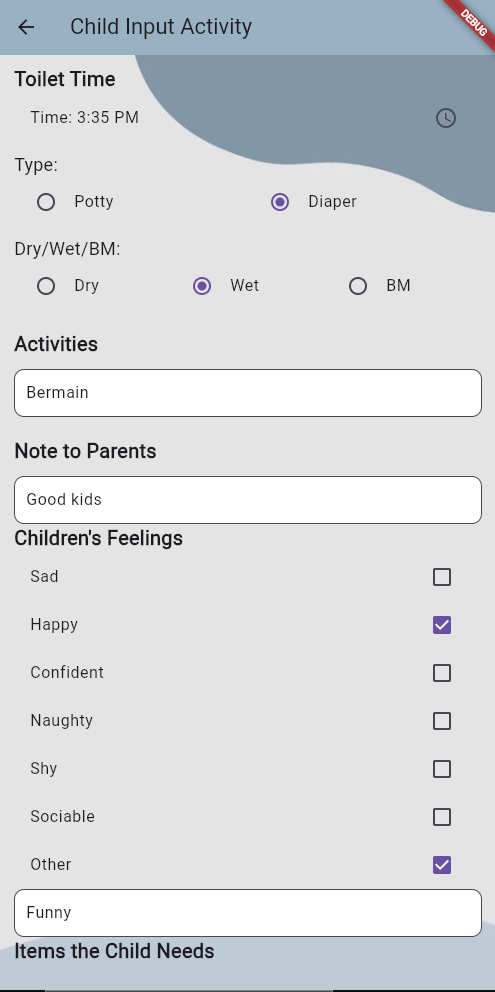 Child Input Activity
DEBUG
Toilet Time
Time: 3:35 PM
Type:
Potty Diaper
Dry/Wet/BM:
Dry Wet BM
Activities
Bermain
Note to Parents
Good kids
Children's Feelings
Sad
Happy
Confident
Naughty
Shy
Sociable
Other
Funny
Items the Child Needs